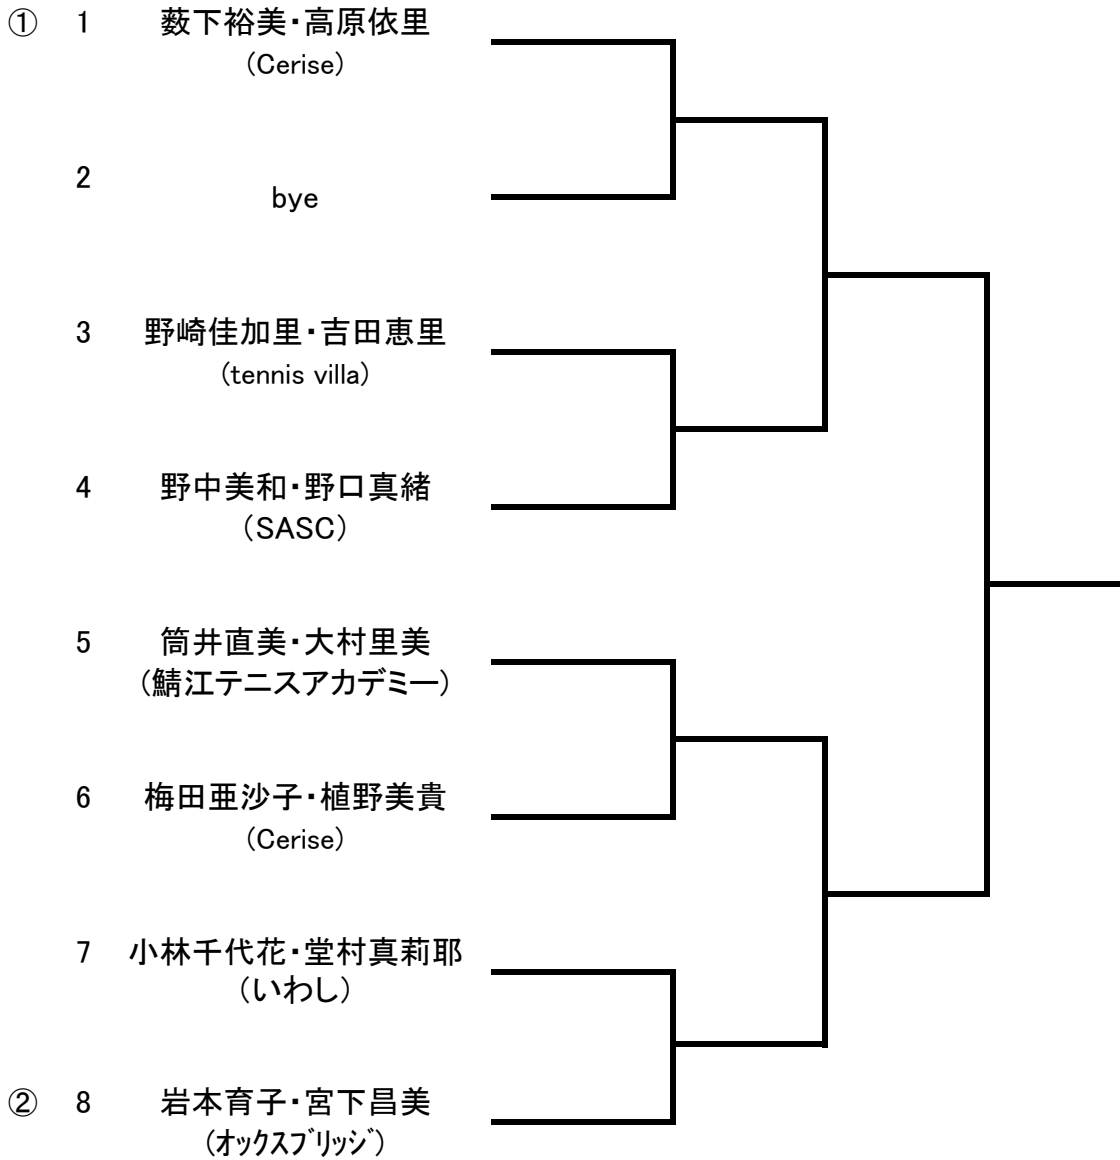 ① 1 薮下裕美・高原依里
(Cerise)
2 bye
3 野崎佳加里・吉田恵里
(tennis villa)
4 野中美和・野口真緒
(SASC)
5 筒井直美・大村里美
(鯖江テニスアカデミー)
6 梅田亜沙子・植野美貴
(Cerise)
7 小林千代花・堂村真莉耶
(いわし)
② 8 岩本育子・宮下昌美
(ｵｯｸｽﾌﾞﾘｯｼﾞ)